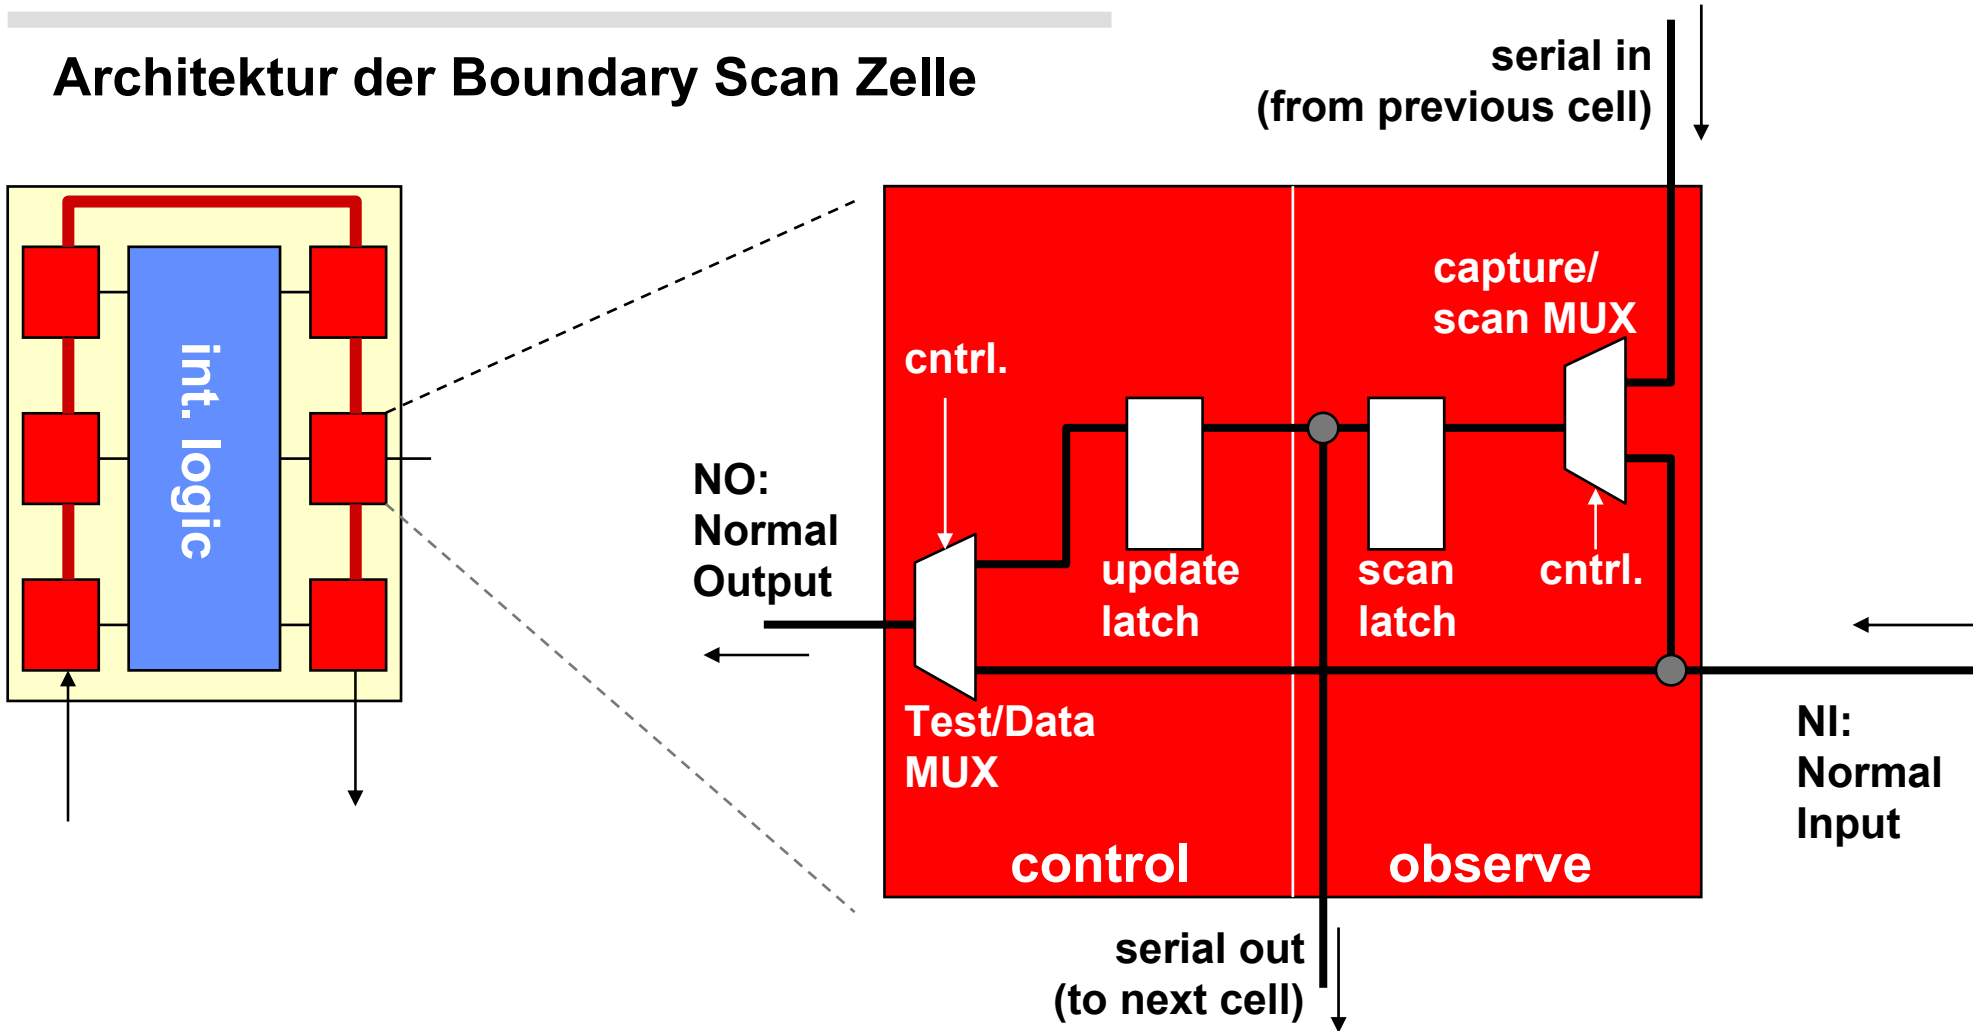 Architektur der Boundary Scan Zelle
serial in
(from previous cell)
int. logic
capture/
scan MUX
cntrl.
NO:
Normal
Output
update
latch
scan
latch
cntrl.
Test/Data
MUX
NI:
Normal
Input
control
observe
serial out
(to next cell)